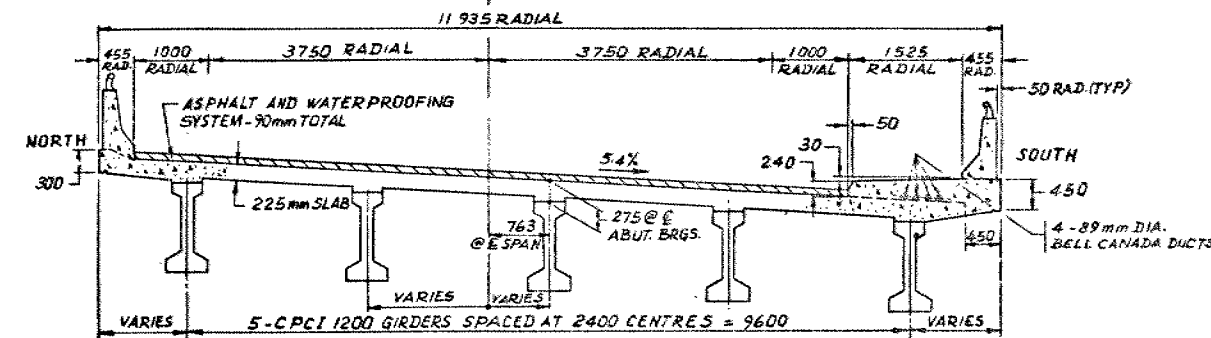 11 935 RADIAL
455 RAD.
1000 RADIAL
3750 RADIAL
3750 RADIAL
1000 RADIAL
1525 RADIAL
455 RAD.
50 RAD.(TYP)
ASPHALT AND WATERPROOFING
SYSTEM-90mm TOTAL
50
NORTH
5.4%
30
240
SOUTH
300
450
225mm SLAB
763
@ ℄ SPAN
275 @ ℄
ABUT. BRGS.
450
4-89mm DIA.
BELL CANADA DUCTS
VARIES
VARIES
VARIES
5-CPCI 1200 GIRDERS SPACED AT 2400 CENTRES = 9600
VARIES